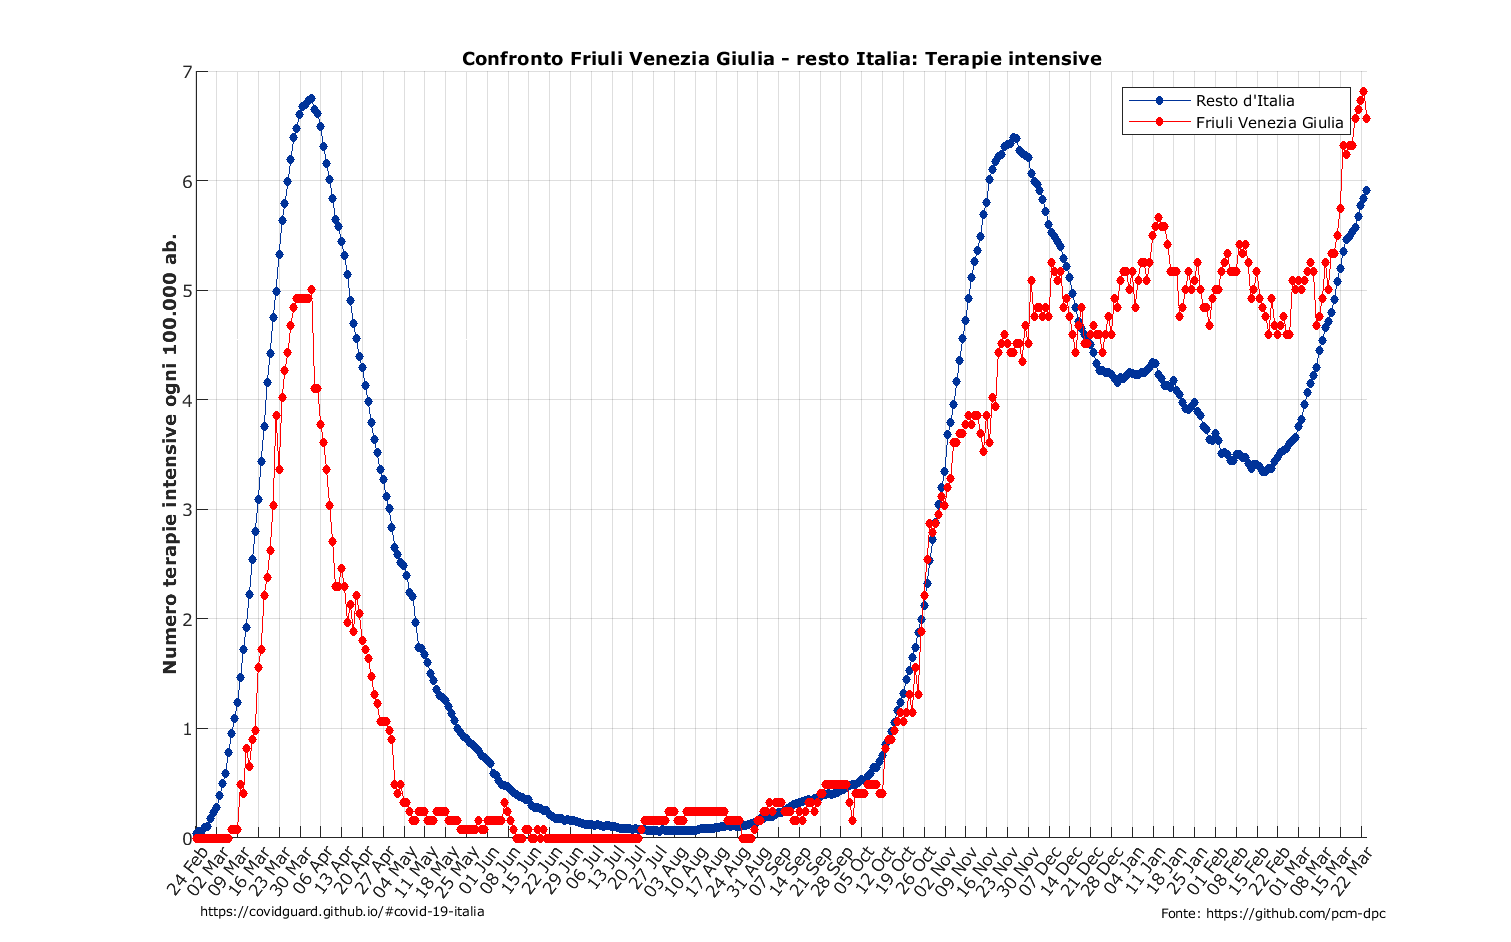 Confronto Friuli Venezia Giulia - resto Italia: Terapie intensive
Resto d'Italia
Friuli Venezia Giulia
Numero terapie intensive ogni 100.000 ab.
7
6
5
4
3
2
1
0
24 Feb
02 Mar
09 Mar
16 Mar
23 Mar
30 Mar
06 Apr
13 Apr
20 Apr
27 Apr
04 May
11 May
18 May
25 May
01 Jun
08 Jun
15 Jun
22 Jun
29 Jun
06 Jul
13 Jul
20 Jul
27 Jul
03 Aug
10 Aug
17 Aug
24 Aug
31 Aug
07 Sep
14 Sep
21 Sep
28 Sep
05 Oct
12 Oct
19 Oct
26 Oct
02 Nov
09 Nov
16 Nov
23 Nov
30 Nov
07 Dec
14 Dec
21 Dec
28 Dec
04 Jan
11 Jan
18 Jan
25 Jan
01 Feb
08 Feb
15 Feb
22 Feb
01 Mar
08 Mar
15 Mar
22 Mar
https://covidguard.github.io/#covid-19-italia
Fonte: https://github.com/pcm-dpc